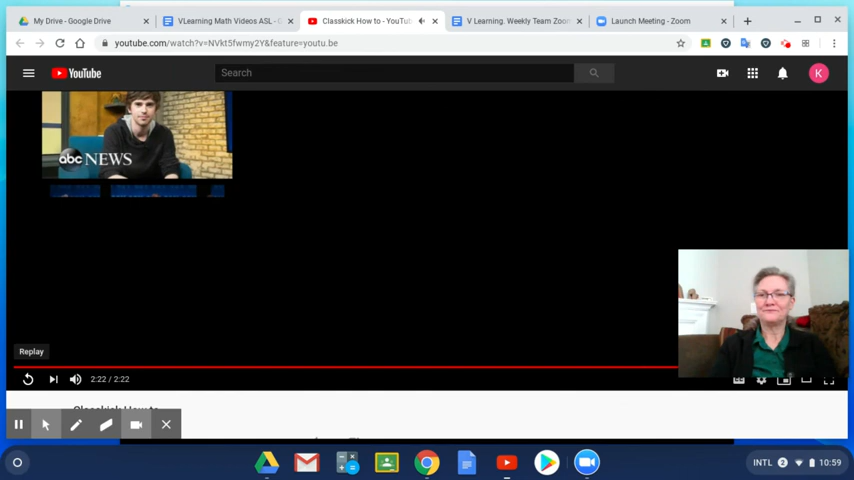 My Drive - Google Drive
VLearning Math Videos ASL - G
Classkick How to - YouTub
V Learning. Weekly Team Zoom
Launch Meeting - Zoom
youtube.com/watch?v=NVkt5fwmy2Y&feature=youtu.be
YouTube
Search
K
abc NEWS
Replay
2:22 / 2:22
Classkick How to
INTL 2 10:59